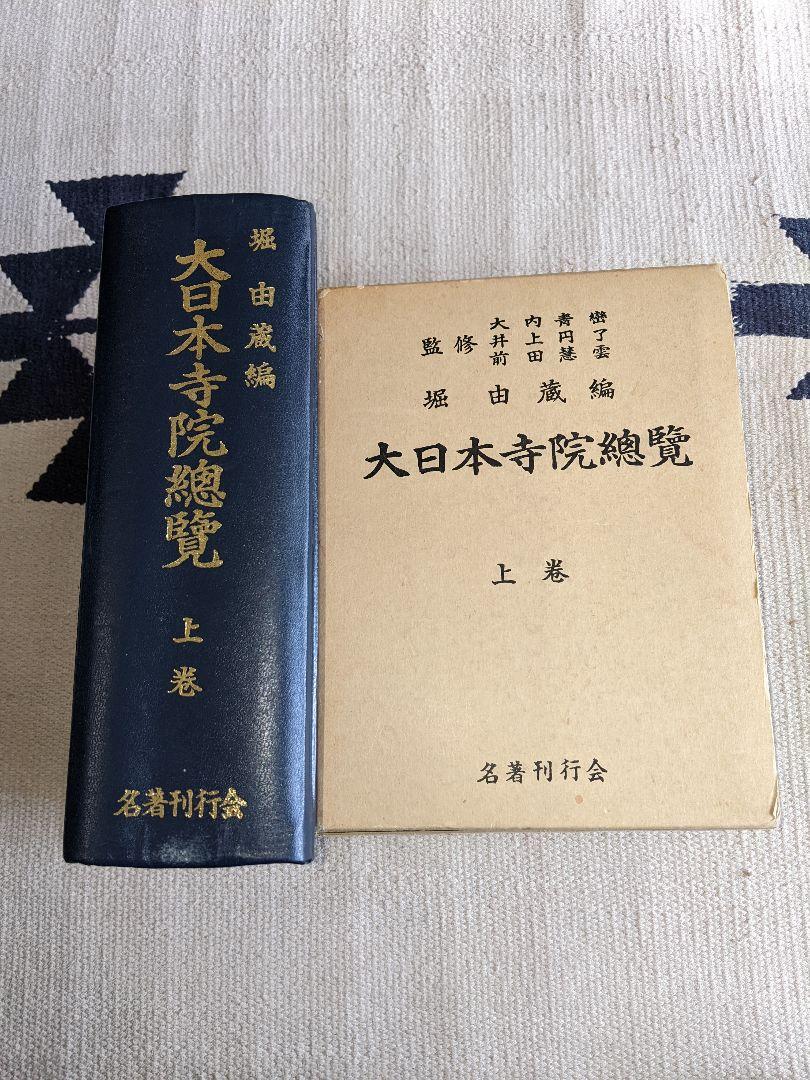 堀由蔵編
大日本寺院總覽
上巻
名著刊行会
監修
大内青巒
井上円了
前田慧雲
堀由蔵編
大日本寺院總覽
上巻
名著刊行会